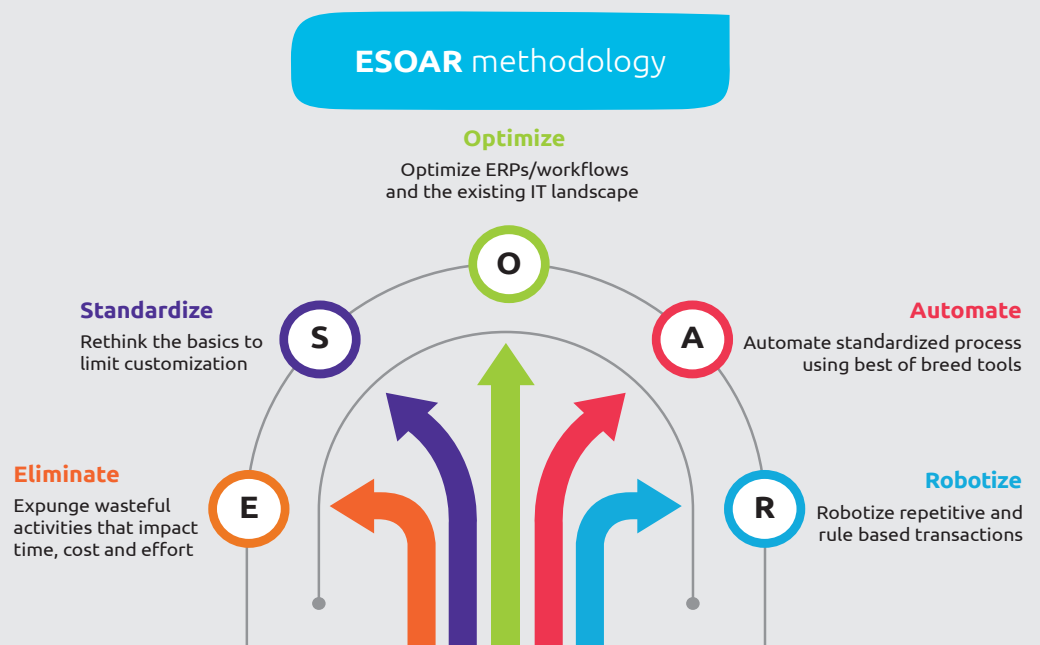 ESOAR methodology
Optimize
Optimize ERPs/workflows
and the existing IT landscape
O
Standardize
Rethink the basics to
limit customization
S
A
Automate
Automate standardized process
using best of breed tools
Eliminate
Expunge wasteful
activities that impact
time, cost and effort
E
R
Robotize
Robotize repetitive and
rule based transactions